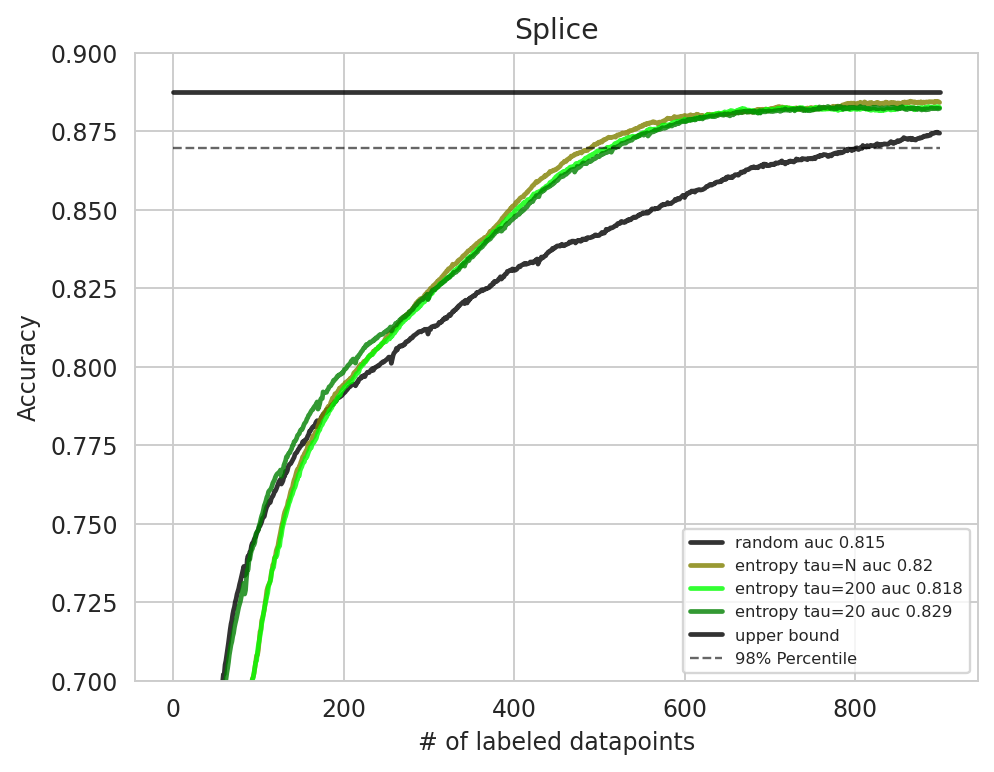 Splice
0.900
0.875
0.850
0.825
0.800
0.775
0.750
0.725
0.700
Accuracy
random auc 0.815
entropy tau=N auc 0.82
entropy tau=200 auc 0.818
entropy tau=20 auc 0.829
upper bound
98% Percentile
0 200 400 600 800
# of labeled datapoints